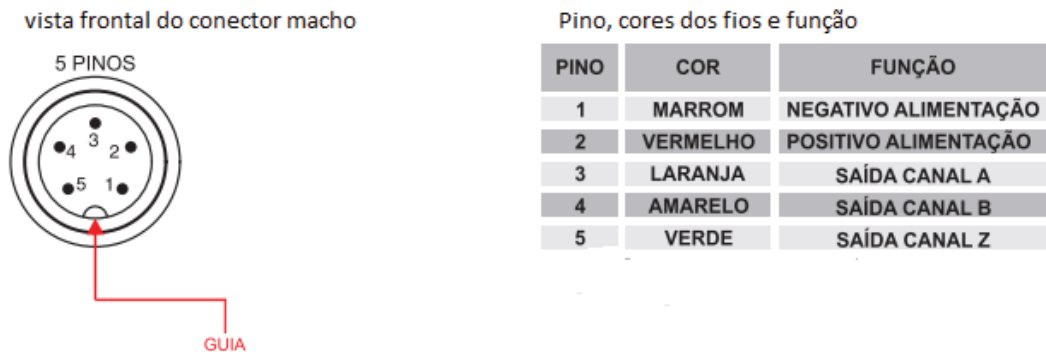 vista frontal do conector macho
5 PINOS
3
4 2
5 1
GUIA
Pino, cores dos fios e função
PINO COR FUNÇÃO
1 MARROM NEGATIVO ALIMENTAÇÃO
2 VERMELHO POSITIVO ALIMENTAÇÃO
3 LARANJA SAÍDA CANAL A
4 AMARELO SAÍDA CANAL B
5 VERDE SAÍDA CANAL Z